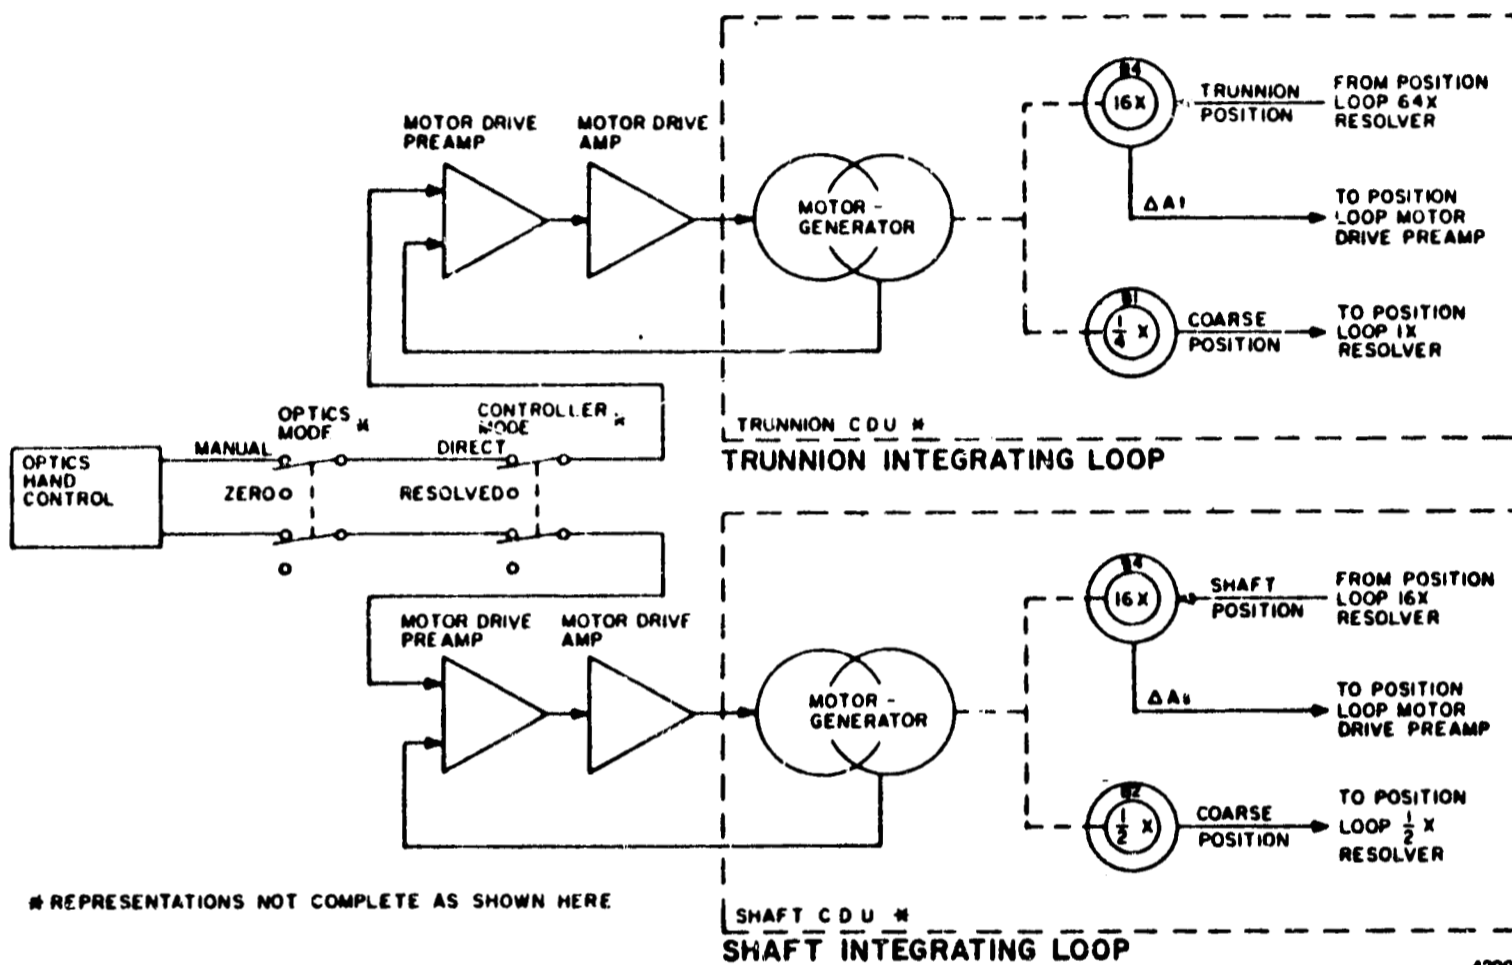 MOTOR DRIVE
PREAMP
MOTOR DRIVE
AMP
MOTOR -
GENERATOR
16X
TRUNNION
POSITION
FROM POSITION
LOOP 64X
RESOLVER
TO POSITION
LOOP MOTOR
DRIVE PREAMP
1/4 X
COARSE
POSITION
TO POSITION
LOOP 1X
RESOLVER
TRUNNION CDU *
TRUNNION INTEGRATING LOOP
OPTICS
HAND
CONTROL
MANUAL
OPTICS *
MODE
ZERO
CONTROLLER *
MODE
DIRECT
RESOLVED
MOTOR DRIVE
PREAMP
MOTOR DRIVE
AMP
MOTOR -
GENERATOR
16X
SHAFT
POSITION
FROM POSITION
LOOP 16X
RESOLVER
TO POSITION
LOOP MOTOR
DRIVE PREAMP
1/2 X
COARSE
POSITION
TO POSITION
LOOP 1/2 X
RESOLVER
SHAFT CDU *
SHAFT INTEGRATING LOOP
* REPRESENTATIONS NOT COMPLETE AS SHOWN HERE